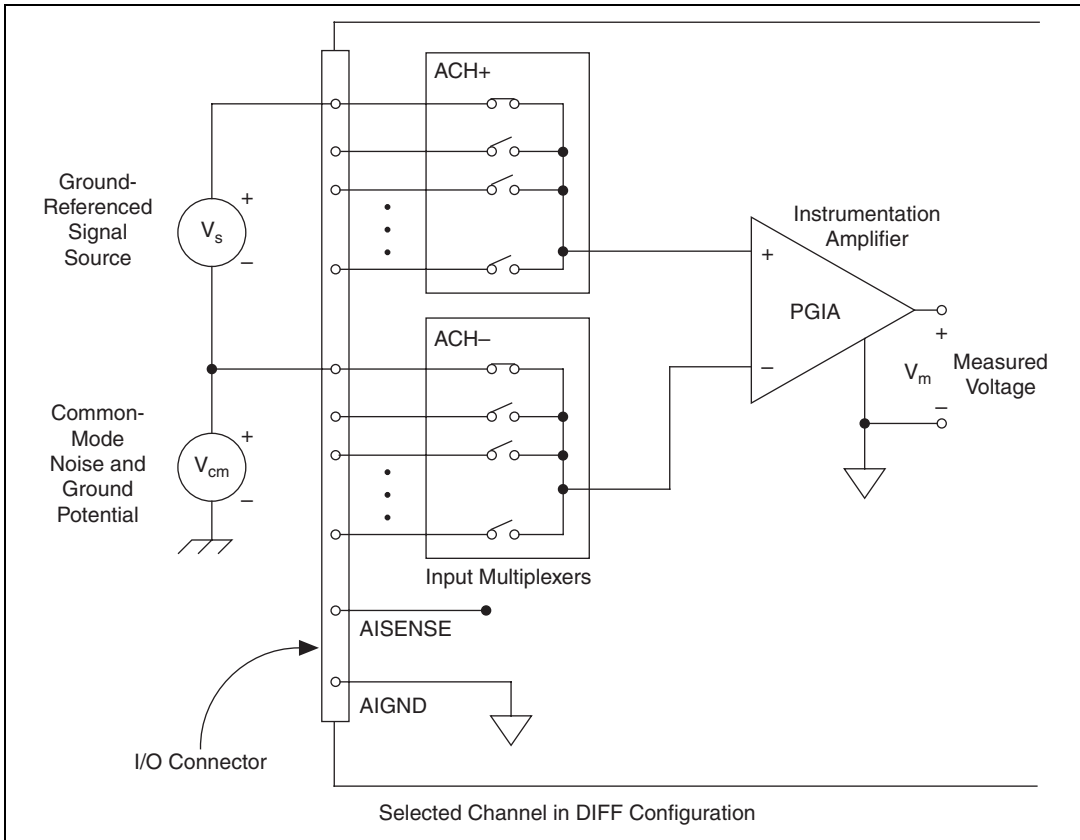 ACH+
Ground-
Referenced
Signal
Source
+
Vs
–
Instrumentation
Amplifier
+
PGIA
–
+
Vm
–
Measured
Voltage
ACH–
Common-
Mode
Noise and
Ground
Potential
+
Vcm
–
Input Multiplexers
AISENSE
AIGND
I/O Connector
Selected Channel in DIFF Configuration